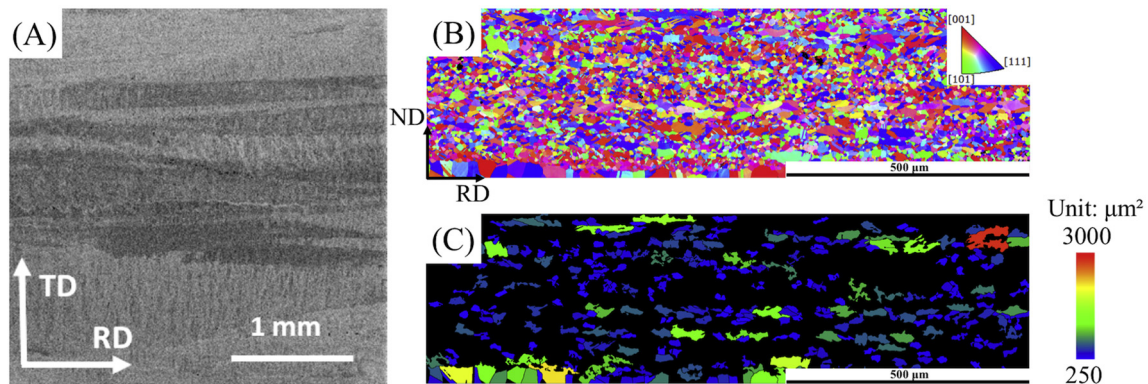 (A)
TD
RD
1 mm
(B)
[001]
[111]
[101]
ND
RD
500 μm
(C)
500 μm
Unit: μm²
3000
250